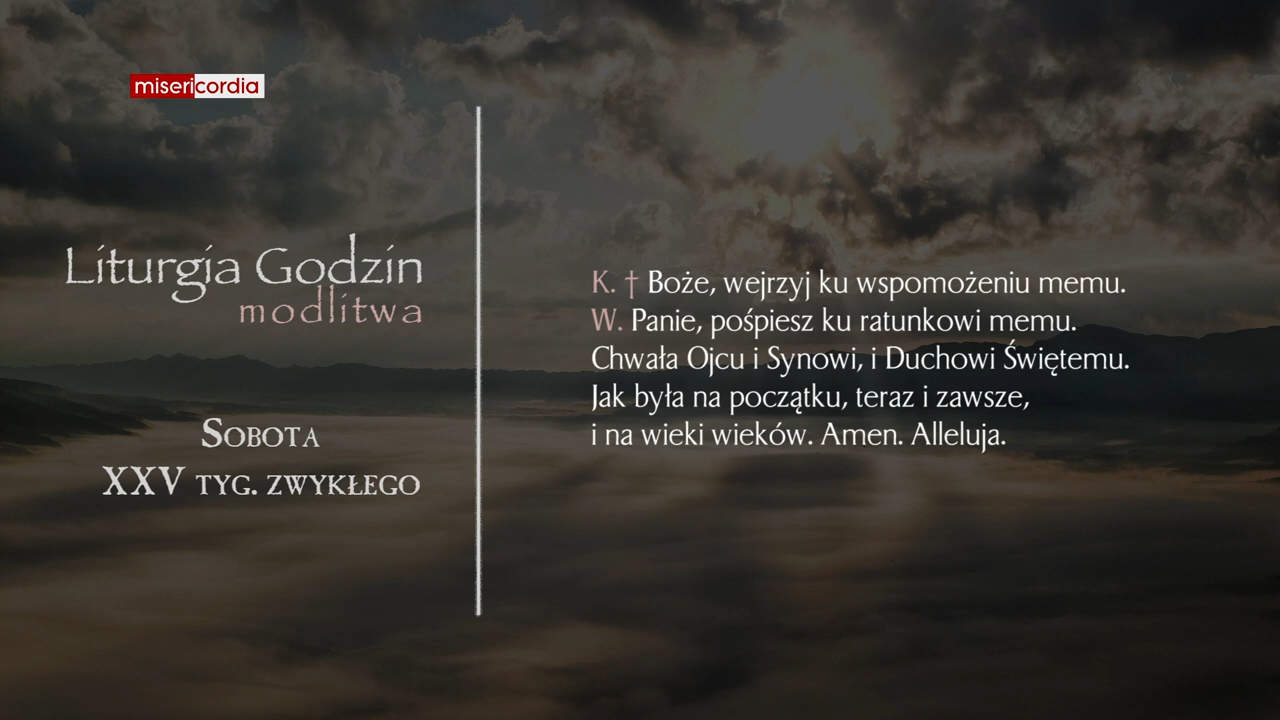 misericordia
Liturgia Godzin
modlitwa
Sobota
XXV tyg. zwykłego
K. † Boże, wejrzyj ku wspomożeniu memu.
W. Panie, pośpiesz ku ratunkowi memu.
Chwała Ojcu i Synowi, i Duchowi Świętemu.
Jak była na początku, teraz i zawsze,
i na wieki wieków. Amen. Alleluja.